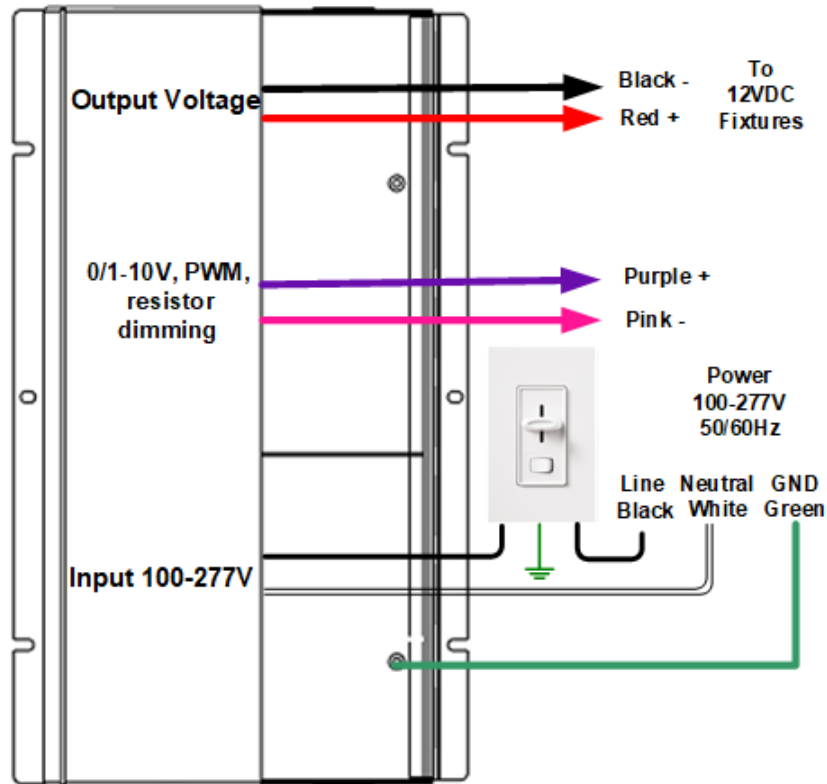 Output Voltage
Black -
Red +
To
12VDC
Fixtures
0/1-10V, PWM,
resistor
dimming
Purple +
Pink -
Power
100-277V
50/60Hz
Line Neutral GND
Black White Green
Input 100-277V